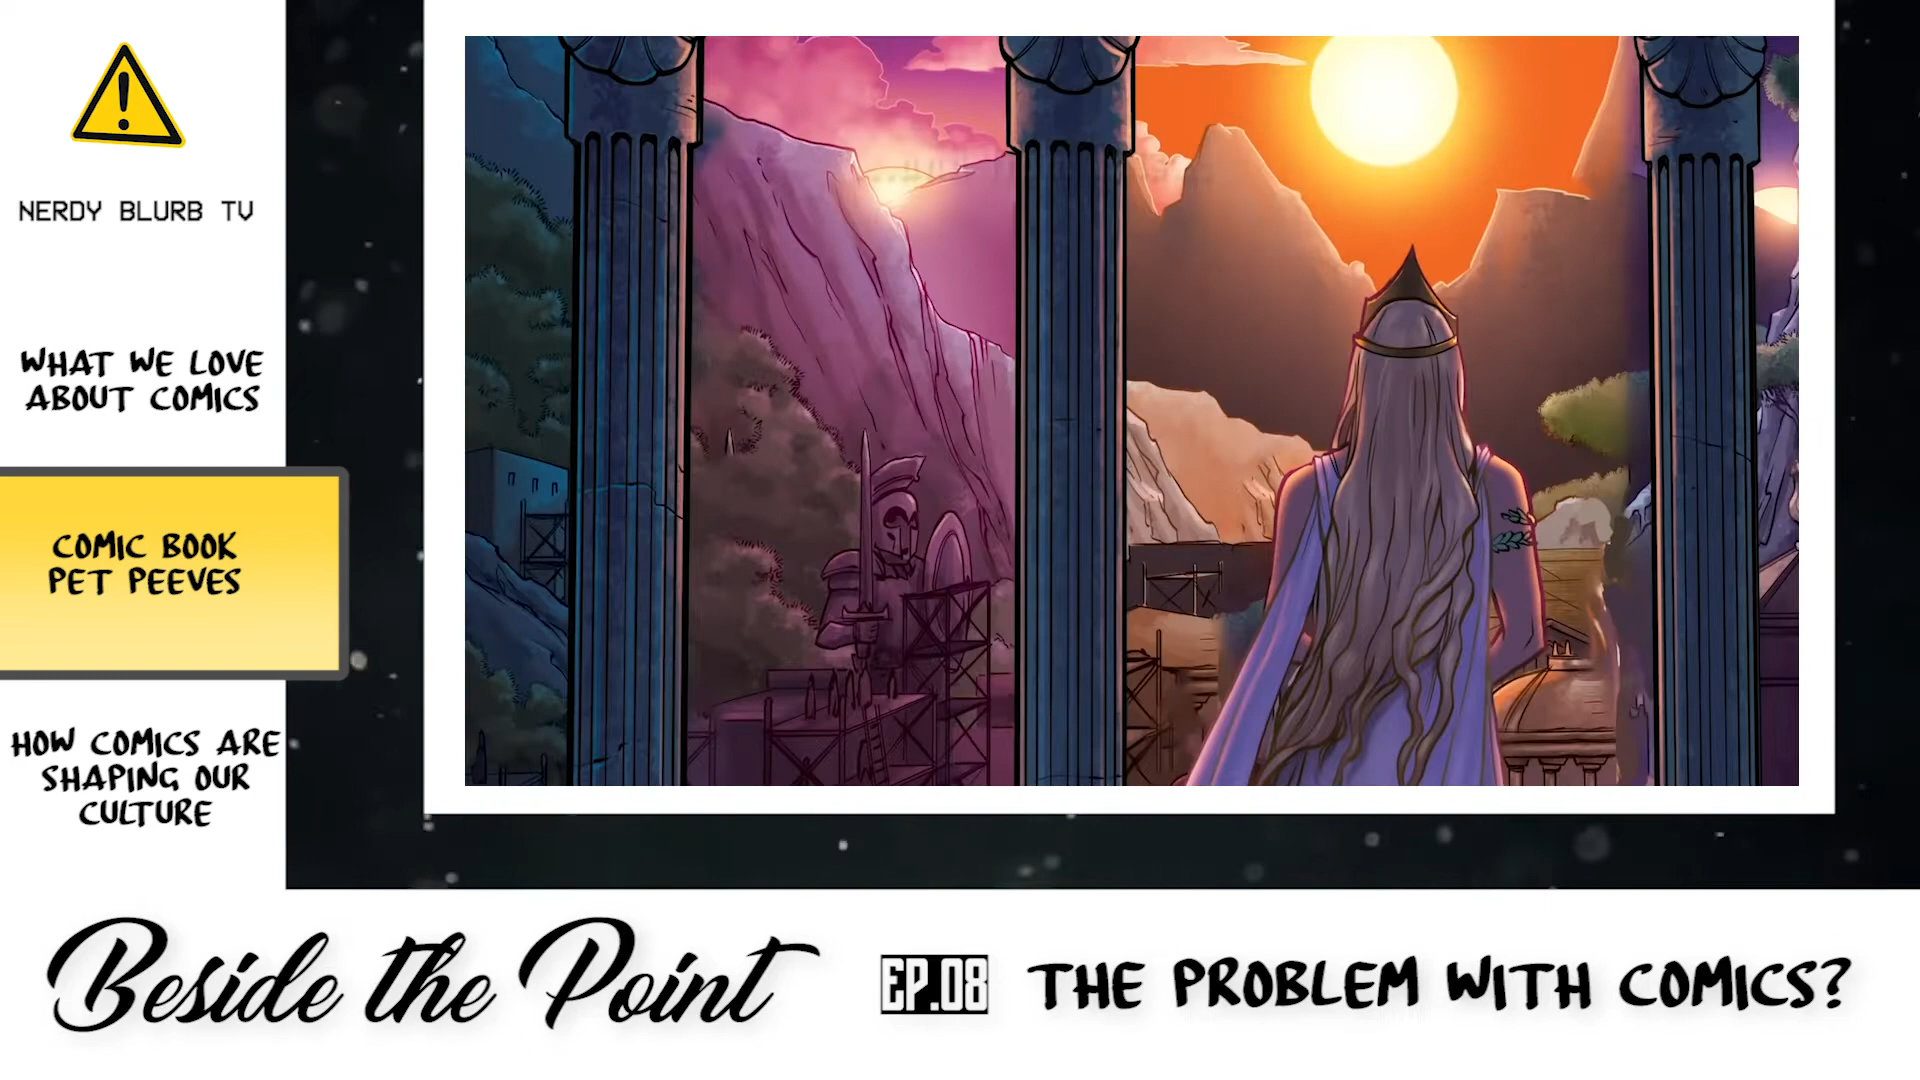 NERDY BLURB TV
WHAT WE LOVE
ABOUT COMICS
COMIC BOOK
PET PEEVES
HOW COMICS ARE
SHAPING OUR
CULTURE
Beside the Point
EP.08
THE PROBLEM WITH COMICS?